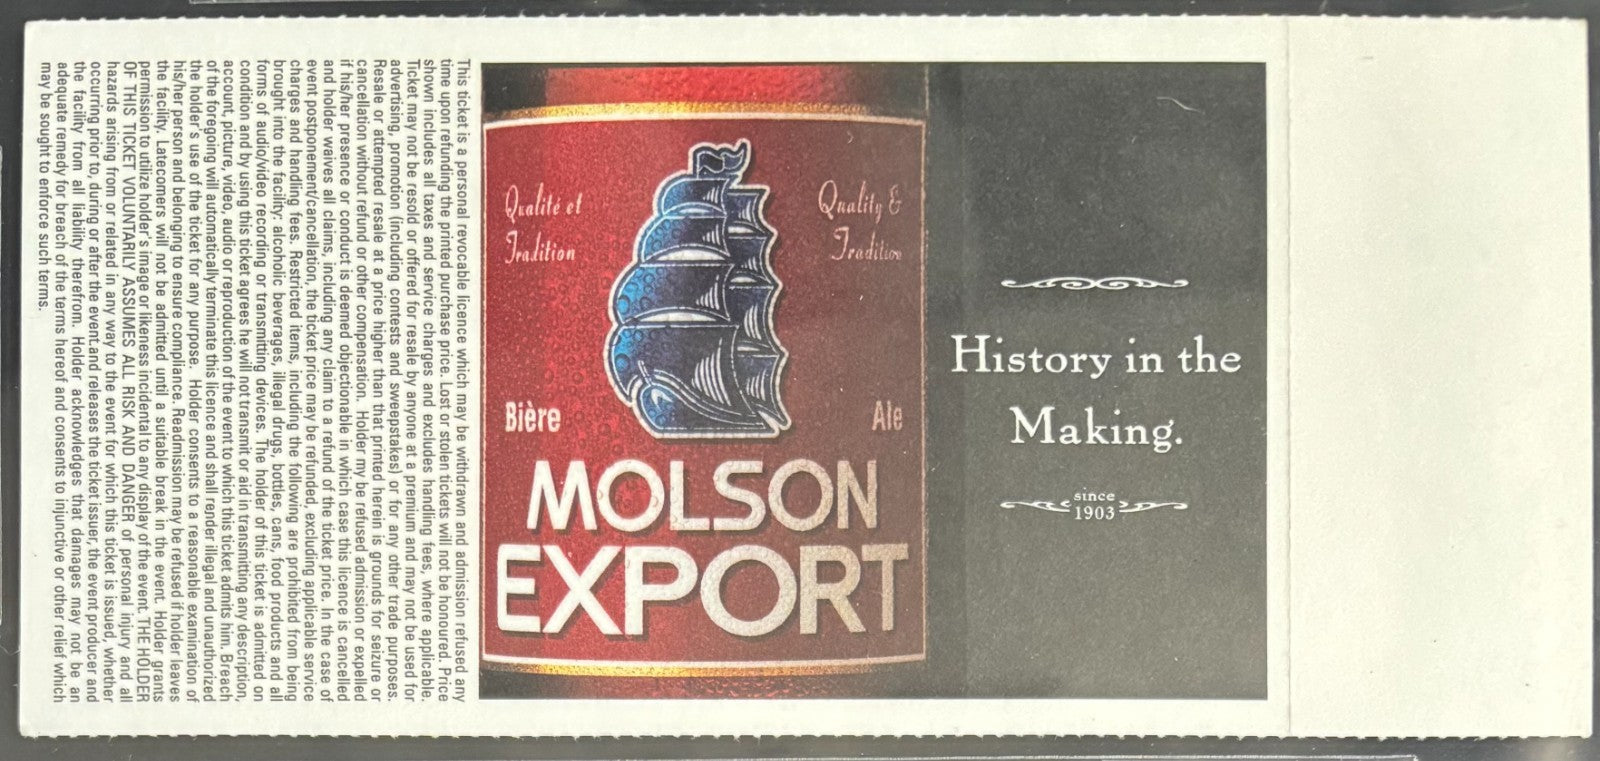 This ticket is a personal revocable licence which may be withdrawn and admission refused any
time upon refunding the printed purchase price. Lost or stolen tickets will not be honoured. Price
shown includes all taxes and service charges and excludes handling fees, where applicable.
Ticket may not be resold or offered for resale by anyone at a premium and may not be used for
advertising, promotion (including contests and sweepstakes) or for any other trade purposes.
Resale or attempted resale at a price higher than that printed herein is grounds for seizure or
cancellation without refund or other compensation. Holder my be refused admission or expelled
if his/her presence or conduct is deemed objectionable in which case this licence is cancelled
and holder waives all claims, including any claim to a refund of the ticket price. In the case of
event postponement/cancellation, the ticket price may be refunded, excluding applicable service
charges and handling fees. Restricted items, including the following are prohibited from being
brought into the facility: alcoholic beverages, illegal drugs, bottles, cans, food products and all
forms of audio/video recording or transmitting devices. The holder of this ticket is admitted on
condition and by using this ticket agrees he will not transmit or aid in transmitting any description,
account, picture, video, audio or reproduction of the event to which this ticket admits him. Breach
of the foregoing will automatically terminate this licence and shall render illegal and unauthorized
the holder's use of the ticket for any purpose. Holder consents to a reasonable examination of
his/her person and belonging to ensure compliance. Readmission may be refused if holder leaves
the facility. Latecomers will not be admitted until a suitable break in the event. Holder grants
permission to utilize holder's image or likeness incidental to any display of the event. THE HOLDER
OF THIS TICKET VOLUNTARILY ASSUMES ALL RISK AND DANGER of personal injury and all
hazards arising from or related in any way to the event for which this ticket is issued, whether
occurring prior to, during or after the event and releases the ticket issuer, the event producer and
the facility from all liability therefrom. Holder acknowledges that damages may not be an
adequate remedy for breach of the terms hereof and consents to injunctive or other relief which
may be sought to enforce such terms.
Qualité et
Tradition
Quality &
Tradition
Bière
Ale
MOLSON
EXPORT
History in the
Making.
since
1903